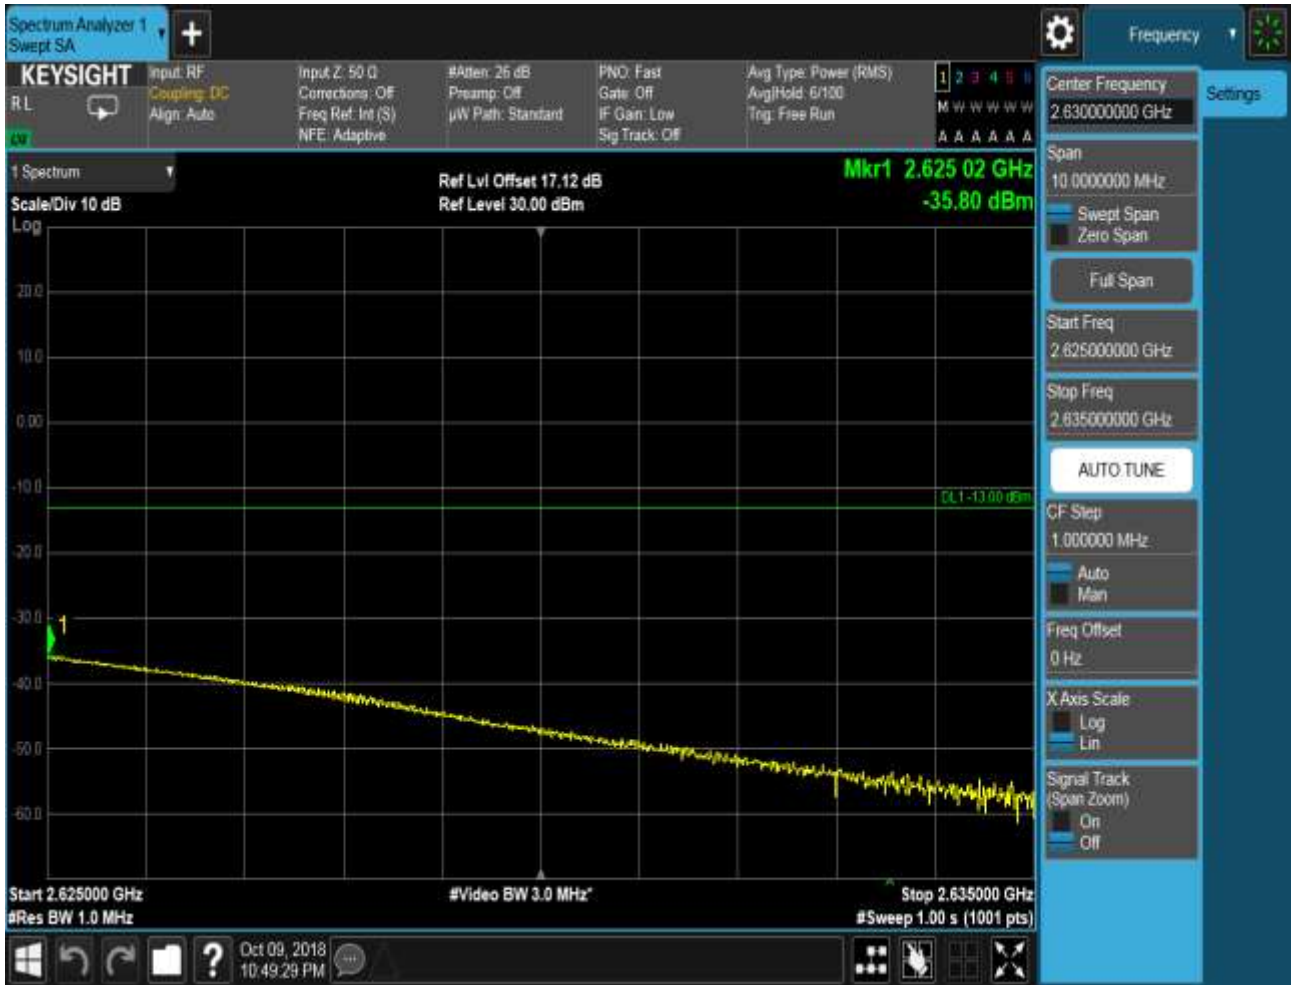 Spectrum Analyzer 1
Swept SA
Frequency
KEYSIGHT
R L
Input: RF
Coupling: DC
Align: Auto
Input Z: 50 Ω
Corrections: Off
Freq Ref: Int (S)
NFE: Adaptive
#Atten: 26 dB
Preamp: Off
µW Path: Standard
PNO: Fast
Gate: Off
IF Gain: Low
Sig Track: Off
Avg Type: Power (RMS)
Avg|Hold: 6/100
Trig: Free Run
1 2 3 4 5 6
M W W W W W
A A A A A A
1 Spectrum
Scale/Div 10 dB
Log
Ref Lvl Offset 17.12 dB
Ref Level 30.00 dBm
Mkr1 2.625 02 GHz
-35.80 dBm
20.0
10.0
0.00
-10.0
DL1 -13.00 dBm
-20.0
-30.0
1
-40.0
-50.0
-60.0
Start 2.625000 GHz
#Video BW 3.0 MHz*
Stop 2.635000 GHz
#Res BW 1.0 MHz
#Sweep 1.00 s (1001 pts)
Oct 09, 2018
10:49:29 PM
Center Frequency
2.630000000 GHz
Settings
Span
10.0000000 MHz
Swept Span
Zero Span
Full Span
Start Freq
2.625000000 GHz
Stop Freq
2.635000000 GHz
AUTO TUNE
CF Step
1.000000 MHz
Auto
Man
Freq Offset
0 Hz
X Axis Scale
Log
Lin
Signal Track
(Span Zoom)
On
Off